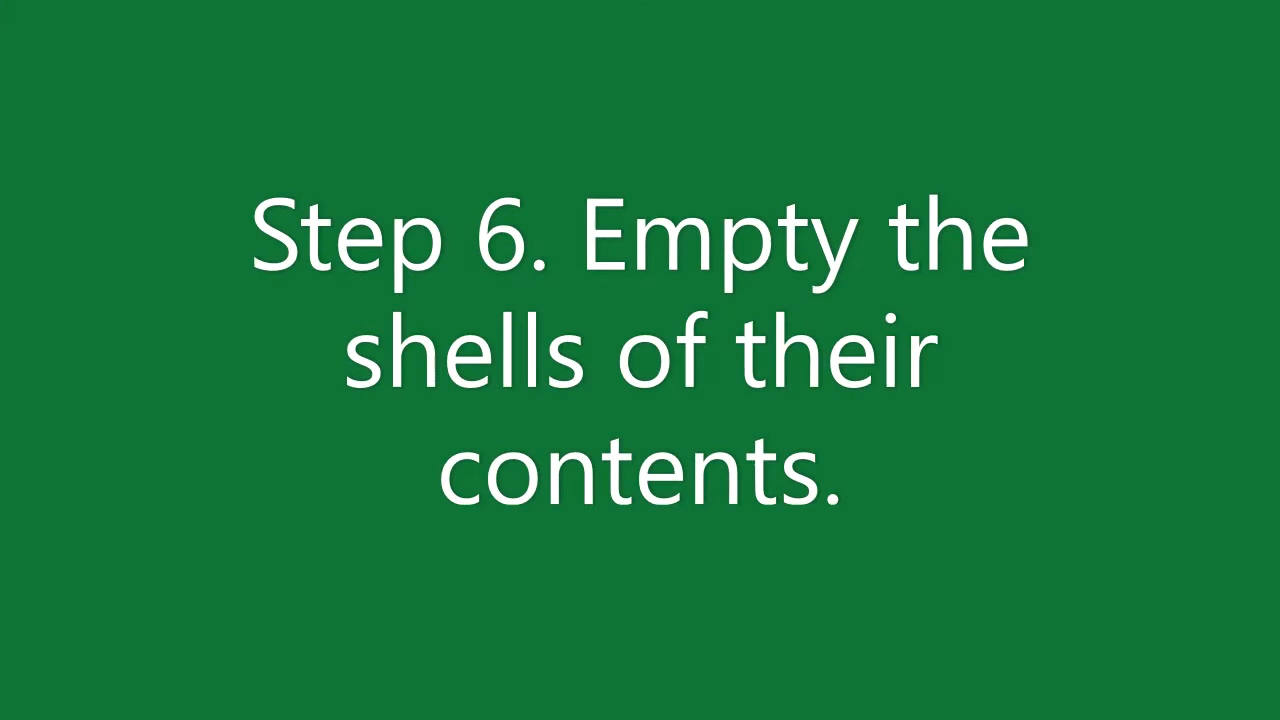 Step 6. Empty the
shells of their
contents.